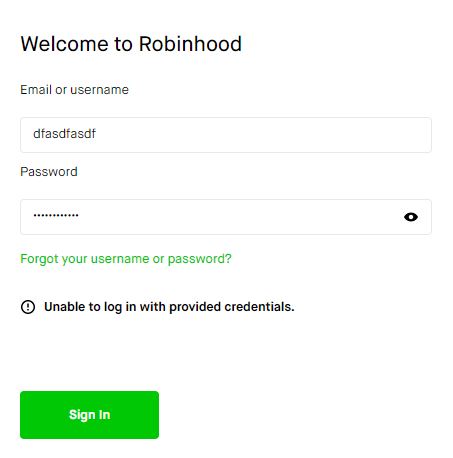 Welcome to Robinhood
Email or username
dfasdfasdf
Password
••••••••••••
Forgot your username or password?
Unable to log in with provided credentials.
Sign In